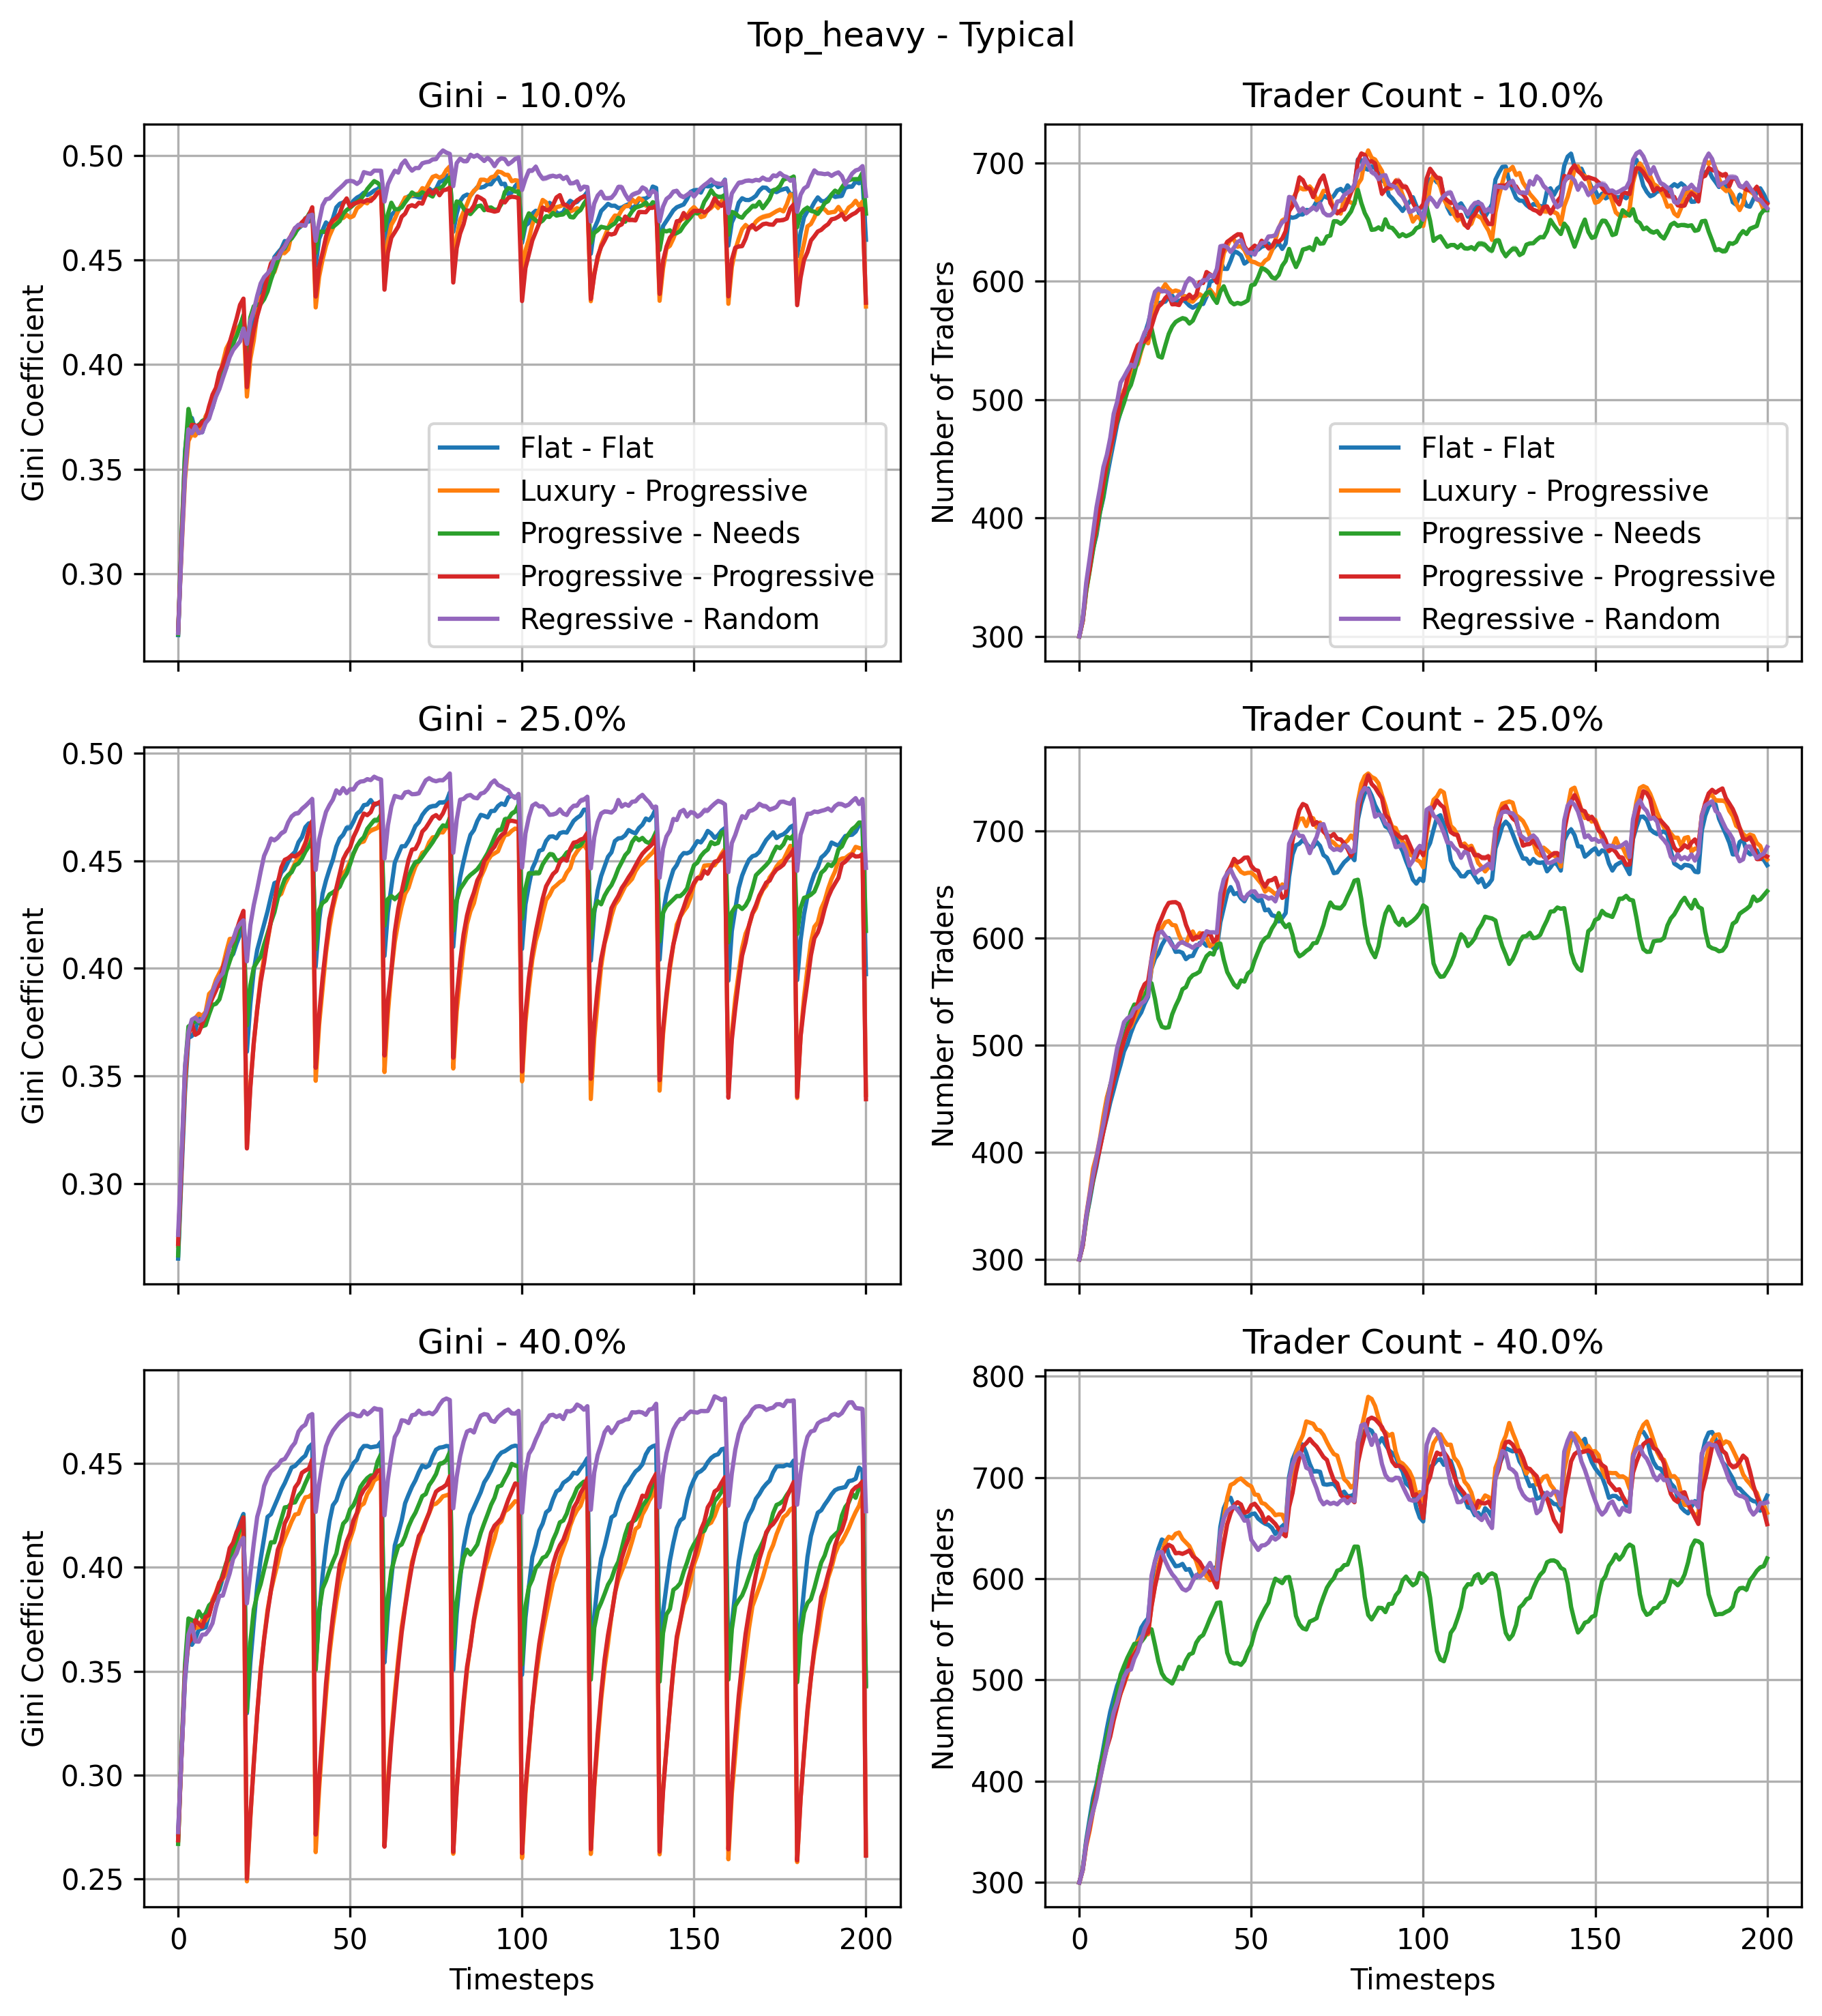 Top_heavy - Typical
Gini - 10.0%
Gini Coefficient
0.50
0.45
0.40
0.35
0.30
Flat - Flat
Luxury - Progressive
Progressive - Needs
Progressive - Progressive
Regressive - Random
Trader Count - 10.0%
Number of Traders
700
600
500
400
300
Flat - Flat
Luxury - Progressive
Progressive - Needs
Progressive - Progressive
Regressive - Random
Gini - 25.0%
Gini Coefficient
0.50
0.45
0.40
0.35
0.30
Trader Count - 25.0%
Number of Traders
700
600
500
400
300
Gini - 40.0%
Gini Coefficient
0.45
0.40
0.35
0.30
0.25
0 50 100 150 200
Timesteps
Trader Count - 40.0%
Number of Traders
800
700
600
500
400
300
0 50 100 150 200
Timesteps